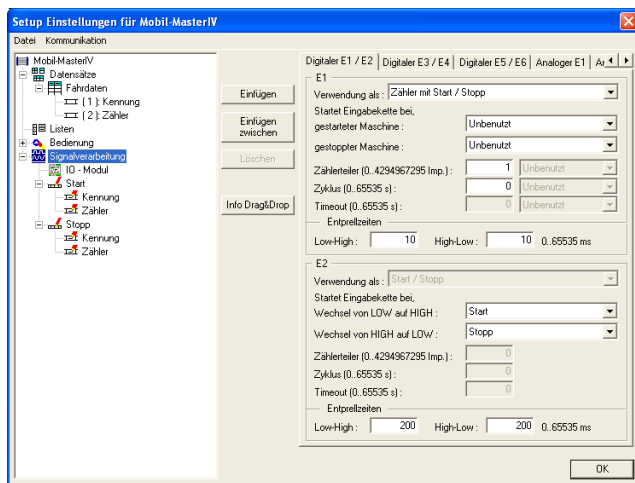 Setup Einstellungen für Mobil-MasterIV
Datei Kommunikation
Mobil-MasterIV
Datensätze
Fahrdaten
( 1 ): Kennung
( 2 ): Zähler
Listen
Bedienung
Signalverarbeitung
IO - Modul
Start
Kennung
Zähler
Stopp
Kennung
Zähler
Einfügen
Einfügen
zwischen
Löschen
Info Drag&Drop
Digitaler E1 / E2 Digitaler E3 / E4 Digitaler E5 / E6 Analoger E1
E1
Verwendung als : Zähler mit Start / Stopp
Startet Eingabekette bei,
gestarteter Maschine : Unbenutzt
gestoppter Maschine : Unbenutzt
Zählerteiler (0..4294967295 Imp.) : 1 Unbenutzt
Zyklus (0..65535 s) : 0 Unbenutzt
Timeout (0..65535 s) : 0 Unbenutzt
Entprellzeiten
Low-High : 10 High-Low : 10 0..65535 ms
E2
Verwendung als : Start / Stopp
Startet Eingabekette bei,
Wechsel von LOW auf HIGH : Start
Wechsel von HIGH auf LOW : Stopp
Zählerteiler (0..4294967295 Imp.) : 0
Zyklus (0..65535 s) : 0
Timeout (0..65535 s) : 0
Entprellzeiten
Low-High : 200 High-Low : 200 0..65535 ms
OK